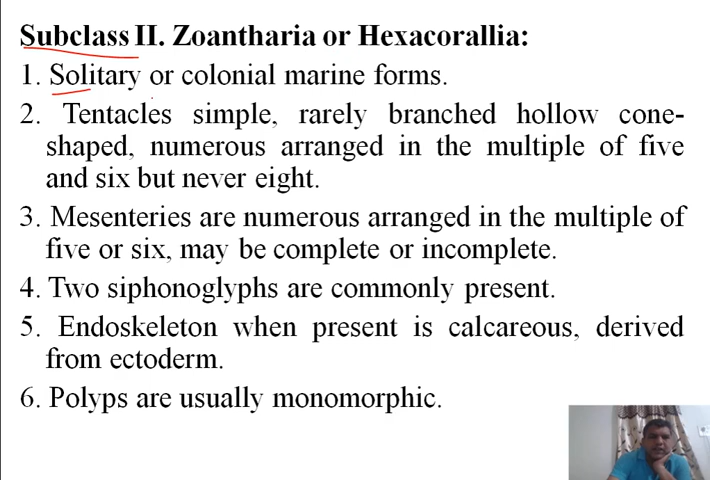 Subclass II. Zoantharia or Hexacorallia:
1. Solitary or colonial marine forms.
2. Tentacles simple, rarely branched hollow cone-
shaped, numerous arranged in the multiple of five
and six but never eight.
3. Mesenteries are numerous arranged in the multiple of
five or six, may be complete or incomplete.
4. Two siphonoglyphs are commonly present.
5. Endoskeleton when present is calcareous, derived
from ectoderm.
6. Polyps are usually monomorphic.